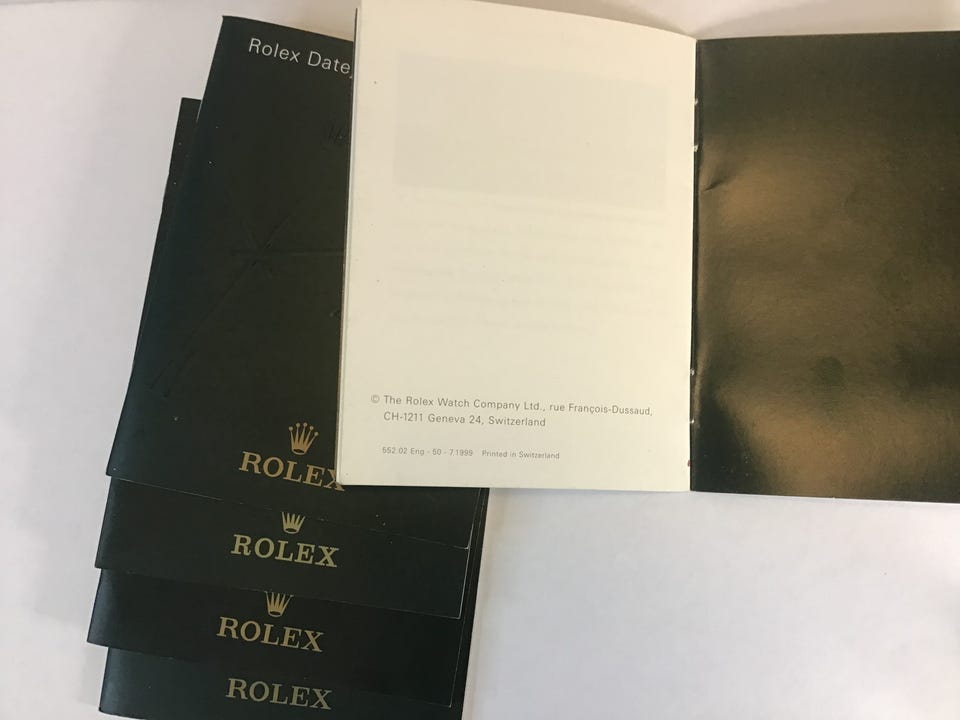 Rolex Date
© The Rolex Watch Company Ltd., rue François-Dussaud,
CH-1211 Geneva 24, Switzerland
552.02 Eng - 50 - 7.1999 Printed in Switzerland
ROLEX
ROLEX
ROLEX
ROLEX